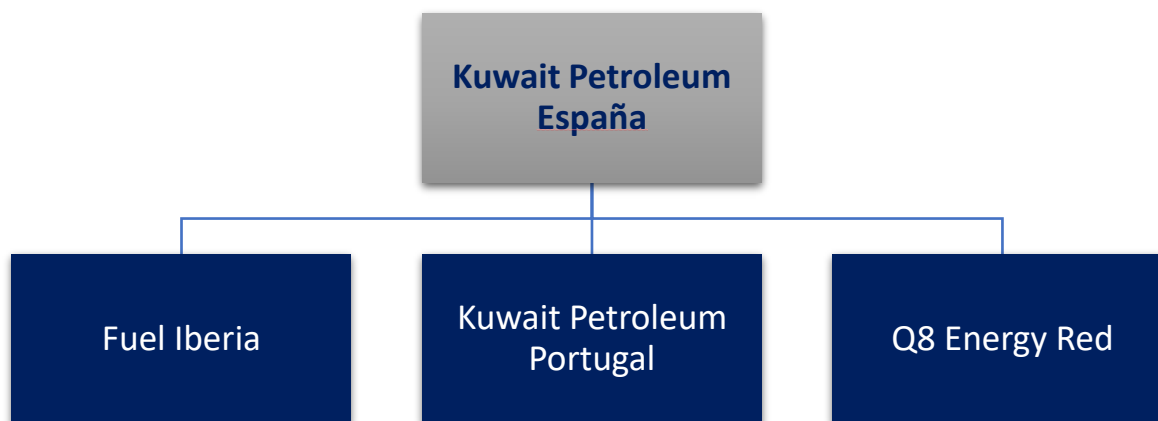 Kuwait Petroleum
España
Fuel Iberia
Kuwait Petroleum
Portugal
Q8 Energy Red